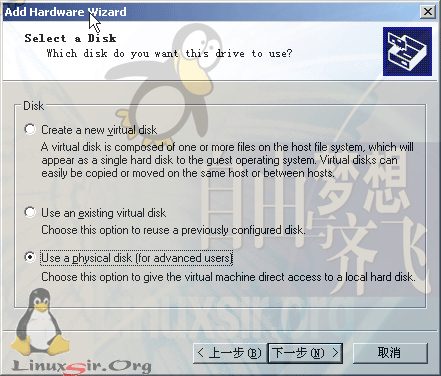 Add Hardware Wizard
Select a Disk
Which disk do you want this drive to use?
Disk
Create a new virtual disk
A virtual disk is composed of one or more files on the host file system, which will
appear as a single hard disk to the guest operating system. Virtual disks can
easily be copied or moved on the same host or between hosts.
Use an existing virtual disk
Choose this option to reuse a previously configured disk.
Use a physical disk (for advanced users)
Choose this option to give the virtual machine direct access to a local hard disk.
自由与梦想齐飞
LinuxSir.Org
< 上一步(B) 下一步(N) > 取消